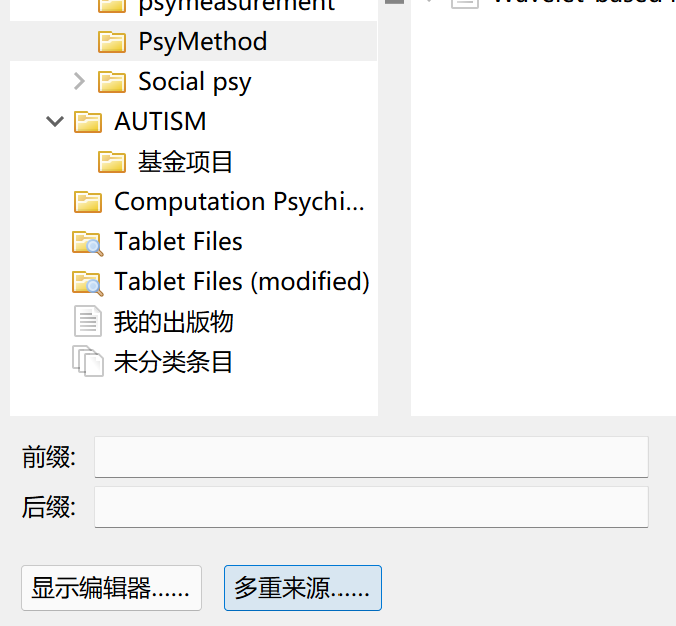 psymeasurement
Wavelet-based
PsyMethod
Social psy
AUTISM
基金项目
Computation Psychi...
Tablet Files
Tablet Files (modified)
我的出版物
未分类条目
前缀:
后缀:
显示编辑器......
多重来源......